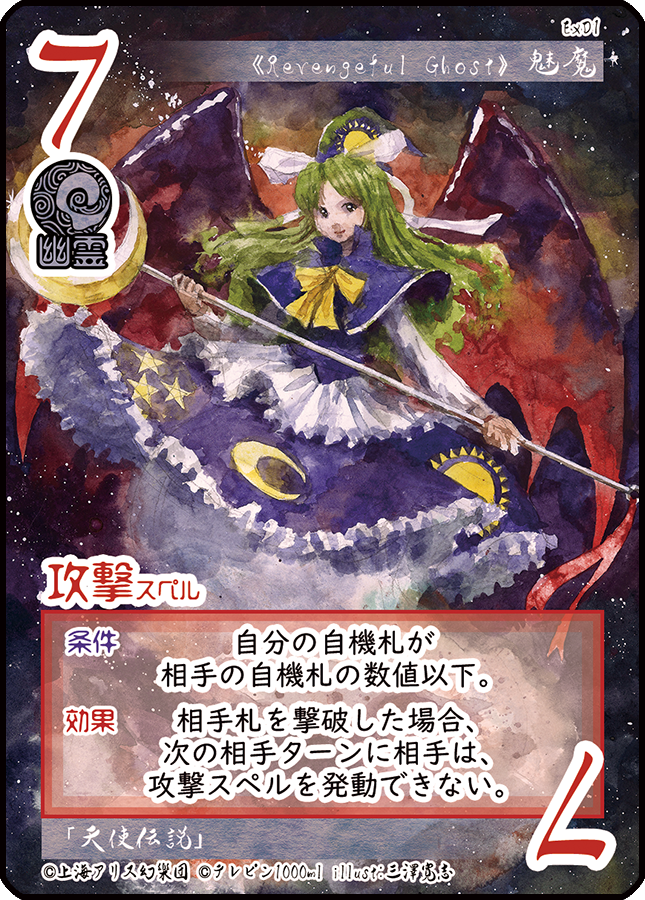 ExD1
7
《Revengeful Ghost》 魅魔
幽霊
攻撃スペル
条件 自分の自機札が
相手の自機札の数値以下。
効果 相手札を撃破した場合、
次の相手ターンに相手は、
攻撃スペルを発動できない。
「天使伝説」
7
©上海アリス幻樂団 ©テレビン1000ml illust:三澤寛志